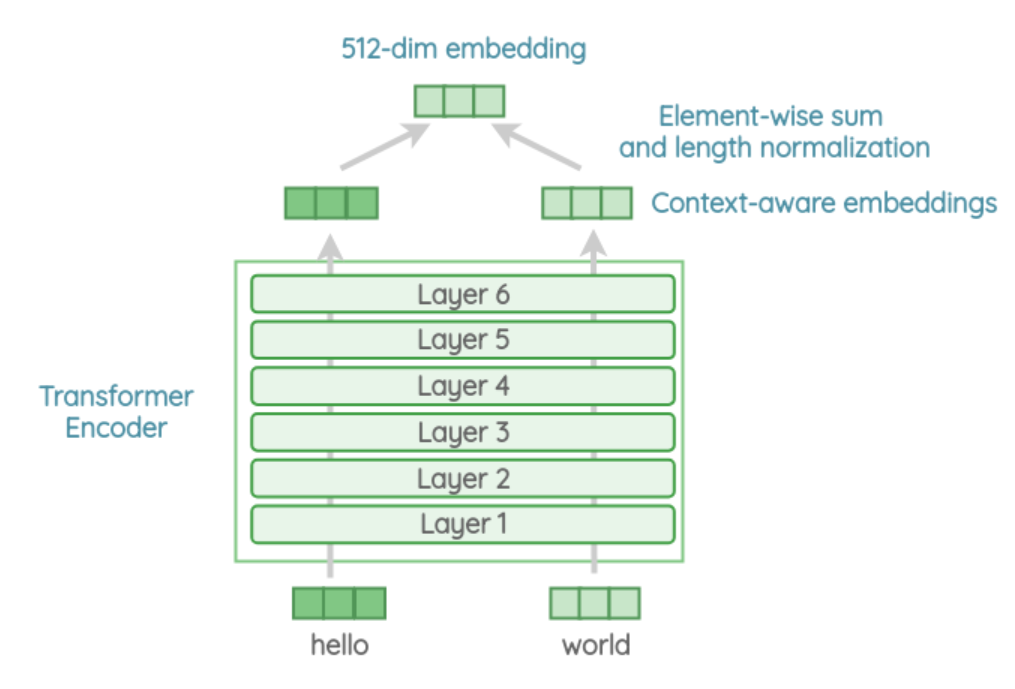 512-dim embedding
Element-wise sum
and length normalization
Context-aware embeddings
Layer 6
Layer 5
Layer 4
Transformer
Encoder
Layer 3
Layer 2
Layer 1
hello
world